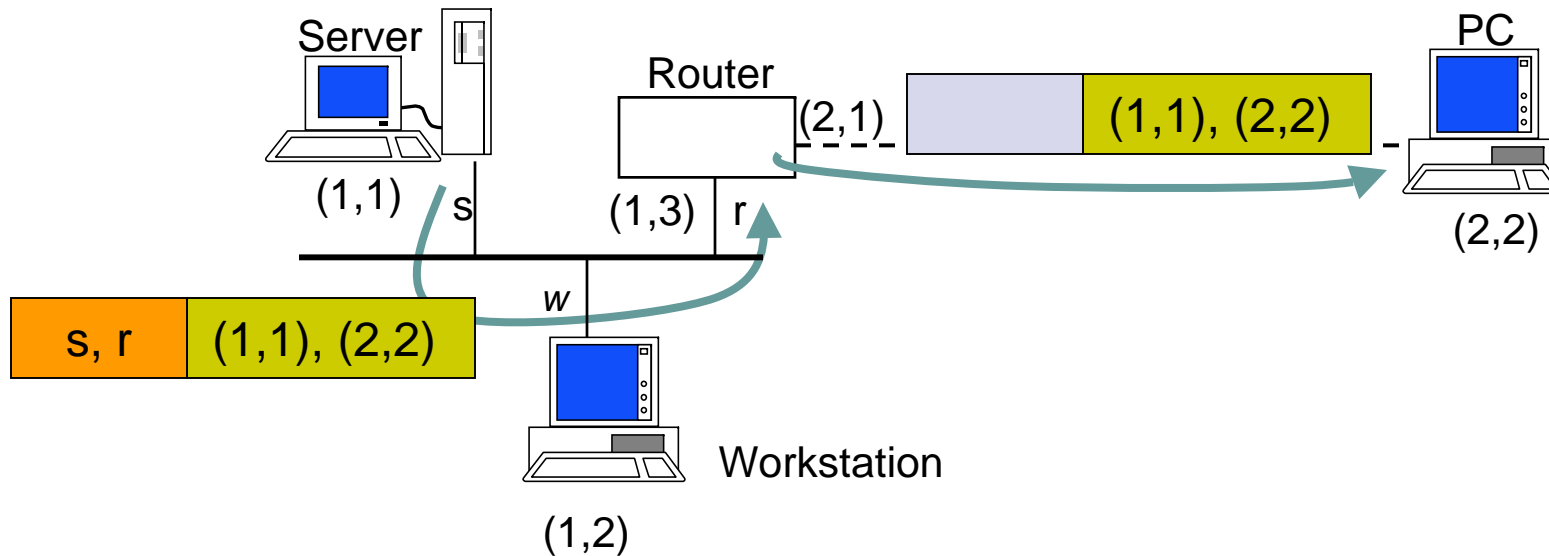 Server
PC
Router
(2,1)
(1,1), (2,2)
(1,1)
s
(1,3)
r
(2,2)
w
s, r
(1,1), (2,2)
Workstation
(1,2)